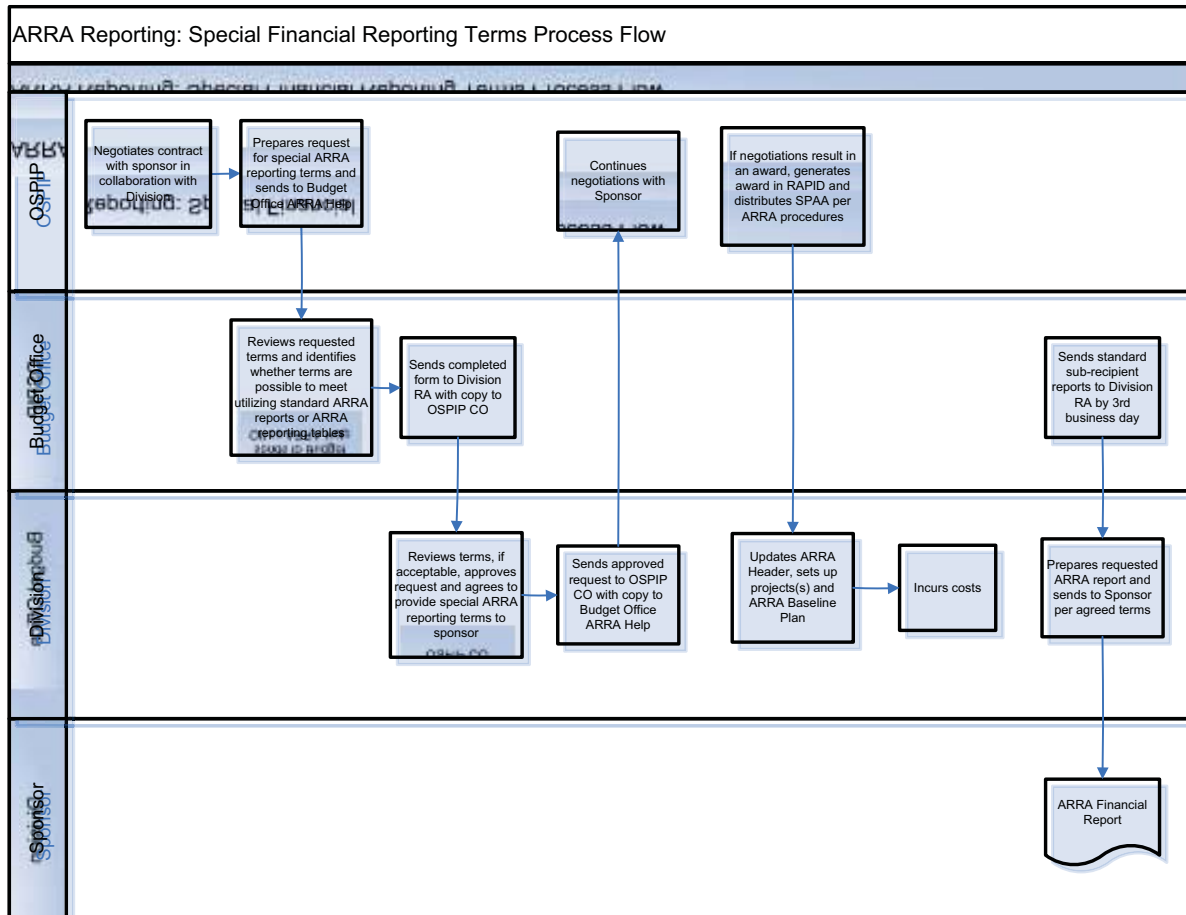 ARRA Reporting: Special Financial Reporting Terms Process Flow
OSPIP
Negotiates contract
with sponsor in
collaboration with
Division
Prepares request
for special ARRA
reporting terms and
sends to Budget
Office ARRA Help
Continues
negotiations with
Sponsor
If negotiations result in
an award, generates
award in RAPID and
distributes SPAA per
ARRA procedures
Budget Office
Reviews requested
terms and identifies
whether terms are
possible to meet
utilizing standard ARRA
reports or ARRA
reporting tables
Sends completed
form to Division
RA with copy to
OSPIP CO
Sends standard
sub-recipient
reports to Division
RA by 3rd
business day
Division
Reviews terms, if
acceptable, approves
request and agrees to
provide special ARRA
reporting terms to
sponsor
Sends approved
request to OSPIP
CO with copy to
Budget Office
ARRA Help
Updates ARRA
Header, sets up
projects(s) and
ARRA Baseline
Plan
Incurs costs
Prepares requested
ARRA report and
sends to Sponsor
per agreed terms
Sponsor
ARRA Financial
Report